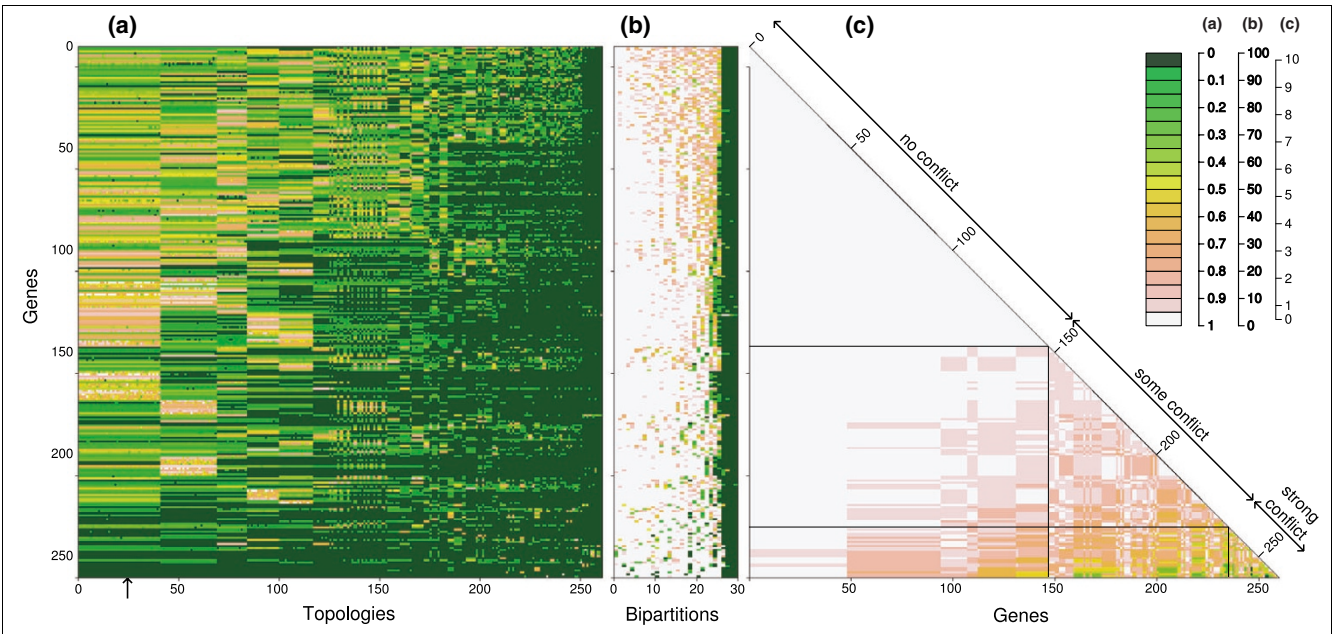 (a)
(b)
(c)
(a) (b) (c)
0 100 10
0.1 90 9
0.2 80 8
0.3 70 7
0.4 60 6
0.5 50 5
0.6 40 4
0.7 30 3
0.8 20 2
0.9 10 1
1 0 0
Genes
0
50
100
150
200
250
0 50 100 150 200 250
Topologies
0 10 20 30
Bipartitions
0
50
100
150
200
250
no conflict
some conflict
strong
conflict
50 100 150 200 250
Genes